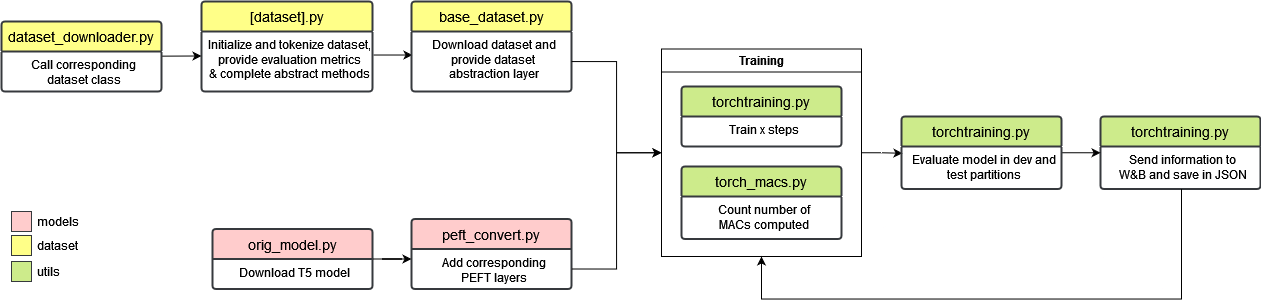 dataset_downloader.py
Call corresponding
dataset class
[dataset].py
Initialize and tokenize dataset,
provide evaluation metrics
& complete abstract methods
base_dataset.py
Download dataset and
provide dataset
abstraction layer
Training
torchtraining.py
Train x steps
torch_macs.py
Count number of
MACs computed
torchtraining.py
Evaluate model in dev and
test partitions
torchtraining.py
Send information to
W&B and save in JSON
models
dataset
utils
orig_model.py
Download T5 model
peft_convert.py
Add corresponding
PEFT layers